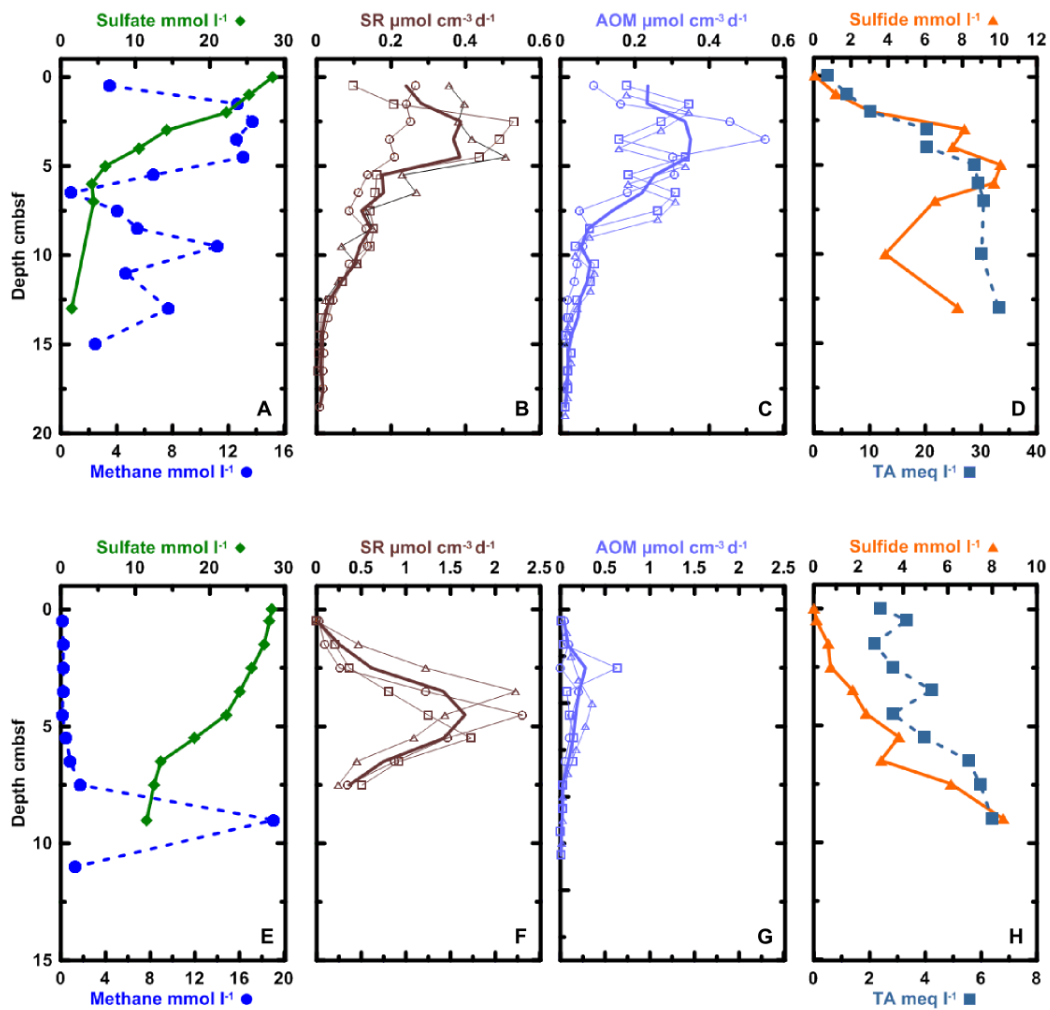 Sulfate mmol l⁻¹ SR µmol cm⁻³ d⁻¹ AOM µmol cm⁻³ d⁻¹ Sulfide mmol l⁻¹
0 10 20 30 0 0.2 0.4 0.6 0 0.2 0.4 0.6 0 2 4 6 8 10 12
0
5
10
15
20
Depth cmbsf
A B C D
0 4 8 12 16 0 10 20 30 40
Methane mmol l⁻¹ TA meq l⁻¹
Sulfate mmol l⁻¹ SR µmol cm⁻³ d⁻¹ AOM µmol cm⁻³ d⁻¹ Sulfide mmol l⁻¹
0 10 20 30 0 0.5 1 1.5 2 2.5 0 0.5 1 1.5 2 2.5 0 2 4 6 8 10
0
5
10
15
Depth cmbsf
E F G H
0 5 10 15 20 0 2 4 6 8
Methane mmol l⁻¹ TA meq l⁻¹